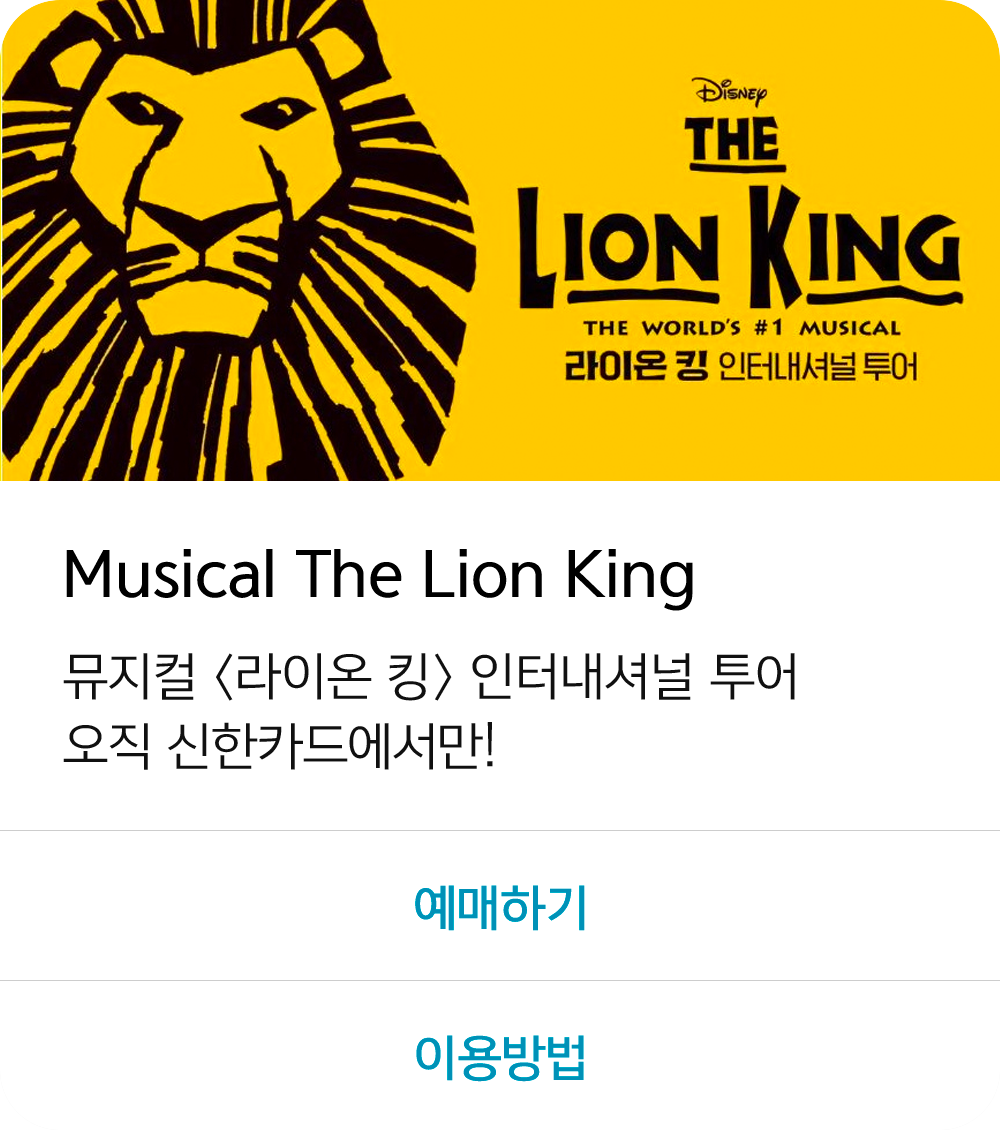 Disney
THE
LION KING
THE WORLD'S #1 MUSICAL
라이온 킹 인터내셔널 투어
Musical The Lion King
뮤지컬 〈라이온 킹〉 인터내셔널 투어
오직 신한카드에서만!
예매하기
이용방법